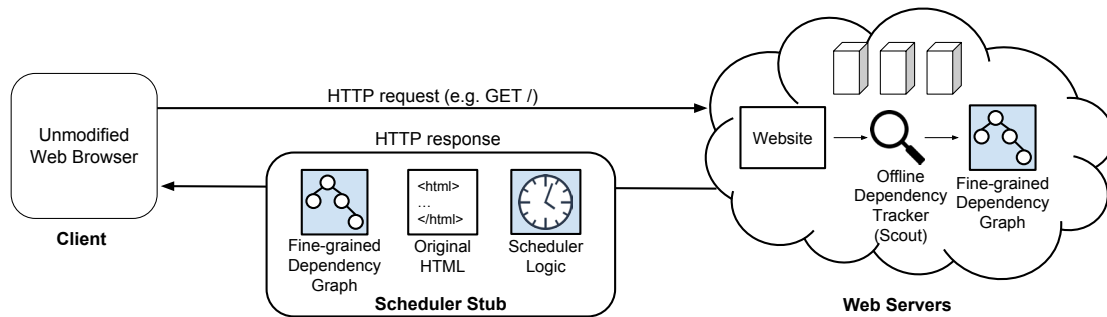 Unmodified
Web Browser
Client
HTTP request (e.g. GET /)
HTTP response
<html>
...
</html>
Fine-grained
Dependency
Graph
Original
HTML
Scheduler
Logic
Scheduler Stub
Website
Offline
Dependency
Tracker
(Scout)
Fine-grained
Dependency
Graph
Web Servers